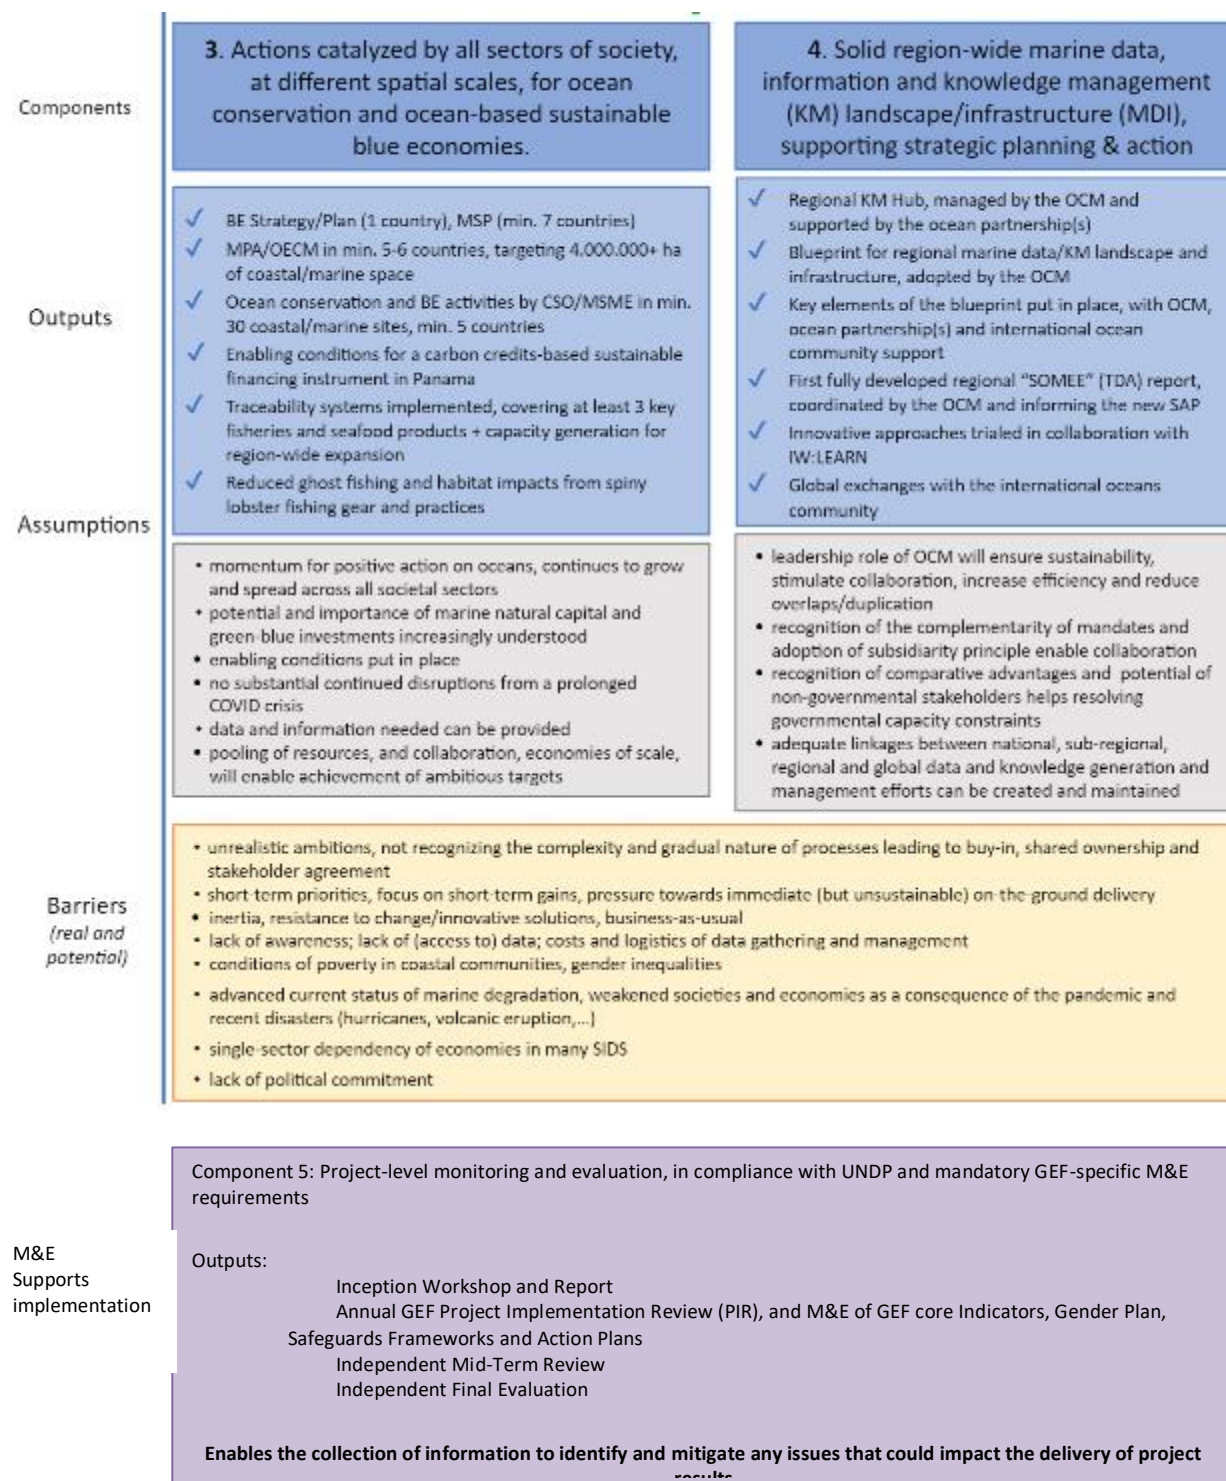 Components
3. Actions catalyzed by all sectors of society,
at different spatial scales, for ocean
conservation and ocean-based sustainable
blue economies.
4. Solid region-wide marine data,
information and knowledge management
(KM) landscape/infrastructure (MDI),
supporting strategic planning & action
Outputs
✓ BE Strategy/Plan (1 country), MSP (min. 7 countries)
✓ MPA/OECM in min. 5-6 countries, targeting 4.000.000+ ha
of coastal/marine space
✓ Ocean conservation and BE activities by CSO/MSME in min.
30 coastal/marine sites, min. 5 countries
✓ Enabling conditions for a carbon credits-based sustainable
financing instrument in Panama
✓ Traceability systems implemented, covering at least 3 key
fisheries and seafood products + capacity generation for
region-wide expansion
✓ Reduced ghost fishing and habitat impacts from spiny
lobster fishing gear and practices
✓ Regional KM Hub, managed by the OCM and
supported by the ocean partnership(s)
✓ Blueprint for regional marine data/KM landscape and
infrastructure, adopted by the OCM
✓ Key elements of the blueprint put in place, with OCM,
ocean partnership(s) and international ocean
community support
✓ First fully developed regional "SOMEE" (TDA) report,
coordinated by the OCM and informing the new SAP
✓ Innovative approaches trialed in collaboration with
IW:LEARN
✓ Global exchanges with the international oceans
community
Assumptions
• momentum for positive action on oceans, continues to grow
and spread across all societal sectors
• potential and importance of marine natural capital and
green-blue investments increasingly understood
• enabling conditions put in place
• no substantial continued disruptions from a prolonged
COVID crisis
• data and information needed can be provided
• pooling of resources, and collaboration, economies of scale,
will enable achievement of ambitious targets
• leadership role of OCM will ensure sustainability,
stimulate collaboration, increase efficiency and reduce
overlaps/duplication
• recognition of the complementarity of mandates and
adoption of subsidiarity principle enable collaboration
• recognition of comparative advantages and potential of
non-governmental stakeholders helps resolving
governmental capacity constraints
• adequate linkages between national, sub-regional,
regional and global data and knowledge generation and
management efforts can be created and maintained
Barriers
(real and
potential)
• unrealistic ambitions, not recognizing the complexity and gradual nature of processes leading to buy-in, shared ownership and
stakeholder agreement
• short-term priorities, focus on short-term gains, pressure towards immediate (but unsustainable) on-the-ground delivery
• inertia, resistance to change/innovative solutions, business-as-usual
• lack of awareness; lack of (access to) data; costs and logistics of data gathering and management
• conditions of poverty in coastal communities, gender inequalities
• advanced current status of marine degradation, weakened societies and economies as a consequence of the pandemic and
recent disasters (hurricanes, volcanic eruption,...)
• single-sector dependency of economies in many SIDS
• lack of political commitment
M&E
Supports
implementation
Component 5: Project-level monitoring and evaluation, in compliance with UNDP and mandatory GEF-specific M&E
requirements
Outputs:
Inception Workshop and Report
Annual GEF Project Implementation Review (PIR), and M&E of GEF core Indicators, Gender Plan,
Safeguards Frameworks and Action Plans
Independent Mid-Term Review
Independent Final Evaluation
Enables the collection of information to identify and mitigate any issues that could impact the delivery of project